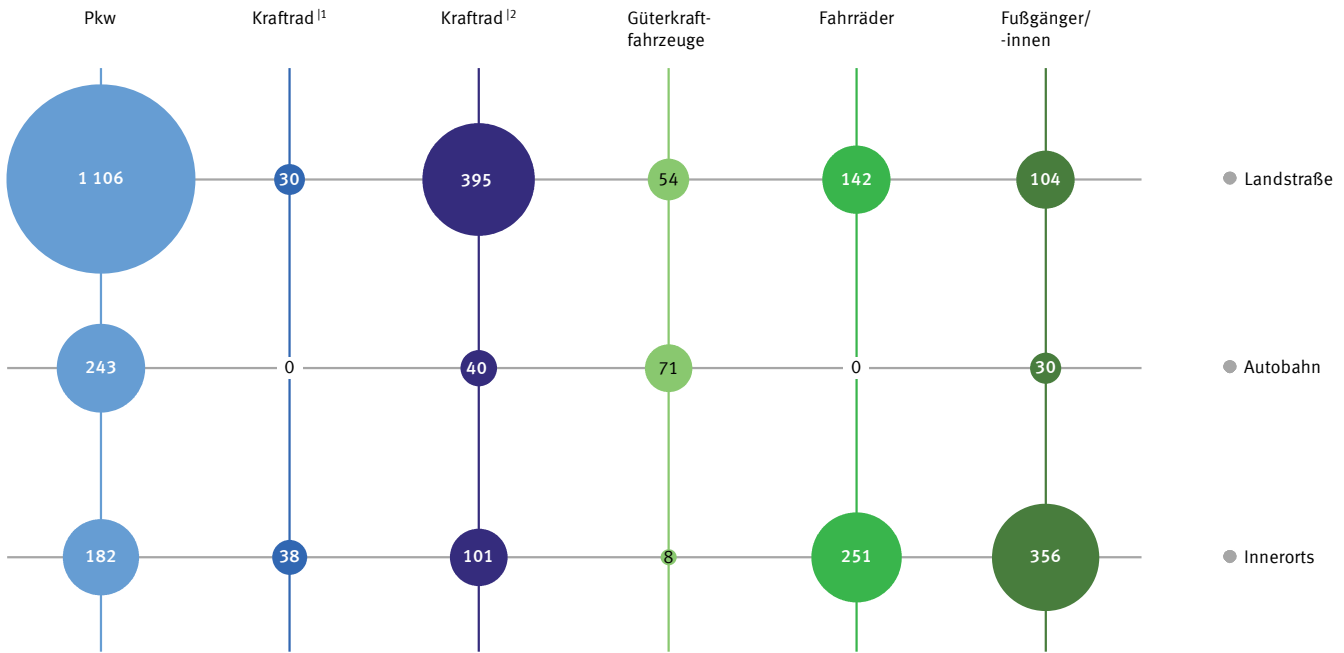 Pkw
Kraftrad |1
Kraftrad |2
Güterkraft-
fahrzeuge
Fahrräder
Fußgänger/
-innen
1 106
30
395
54
142
104
Landstraße
243
0
40
71
0
30
Autobahn
182
38
101
8
251
356
Innerorts